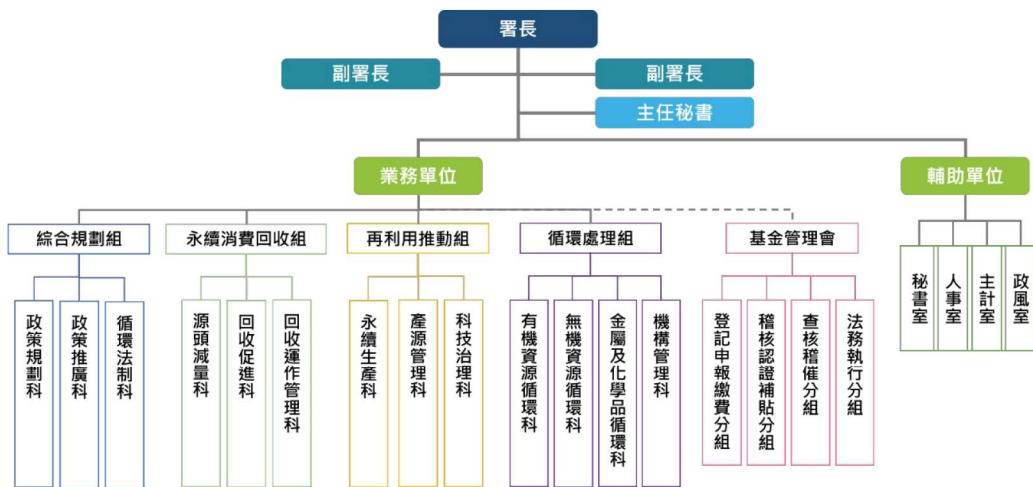 署長
副署長
副署長
主任秘書
業務單位
輔助單位
綜合規劃組
永續消費回收組
再利用推動組
循環處理組
基金管理會
政策規劃科
政策推廣科
循環法制科
源頭減量科
回收促進科
回收運作管理科
永續生產科
產源管理科
科技治理科
有機資源循環科
無機資源循環科
金屬及化學品循環科
機構管理科
登記申報繳費分組
稽核認證補貼分組
查核稽催分組
法務執行分組
秘書室
人事室
主計室
政風室